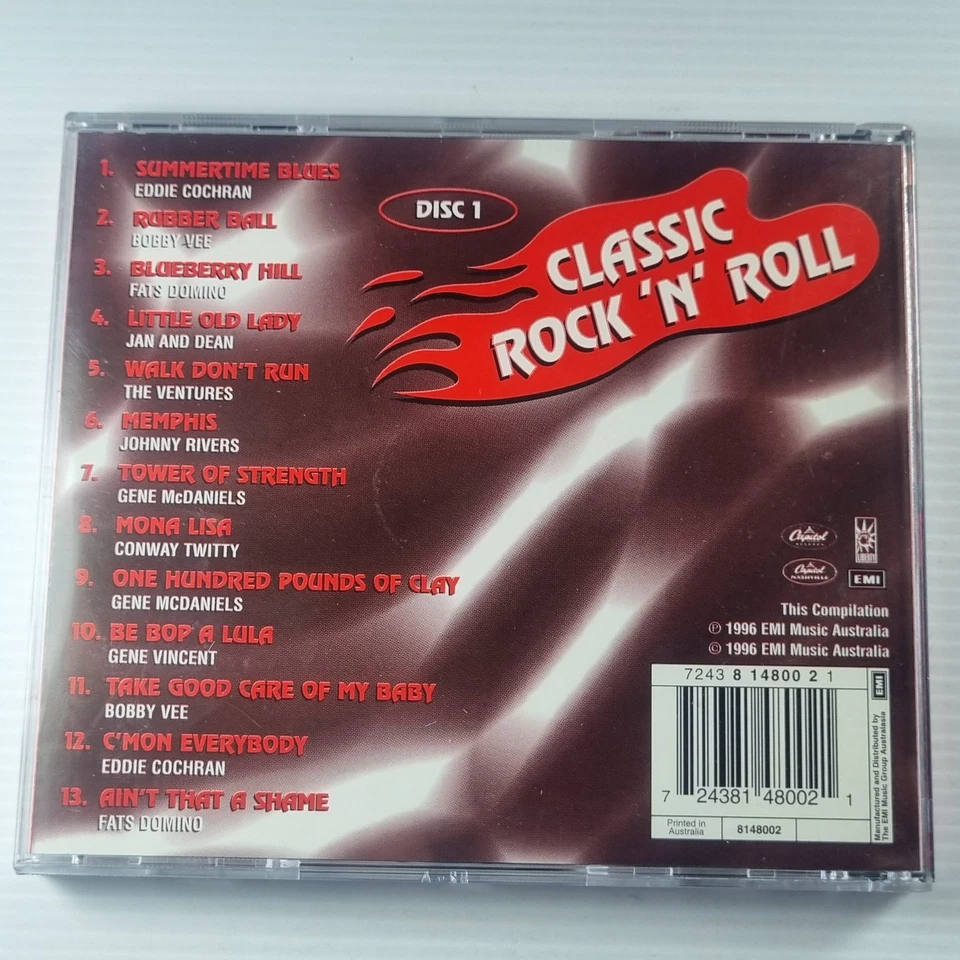 1. SUMMERTIME BLUES
EDDIE COCHRAN
2. RUBBER BALL
BOBBY VEE
3. BLUEBERRY HILL
FATS DOMINO
4. LITTLE OLD LADY
JAN AND DEAN
5. WALK DON'T RUN
THE VENTURES
6. MEMPHIS
JOHNNY RIVERS
7. TOWER OF STRENGTH
GENE McDANIELS
8. MONA LISA
CONWAY TWITTY
9. ONE HUNDRED POUNDS OF CLAY
GENE MCDANIELS
10. BE BOP A LULA
GENE VINCENT
11. TAKE GOOD CARE OF MY BABY
BOBBY VEE
12. C'MON EVERYBODY
EDDIE COCHRAN
13. AIN'T THAT A SHAME
FATS DOMINO
DISC 1
CLASSIC
ROCK 'N' ROLL
Capitol
RECORDS
LIBERTY
Capitol
NASHVILLE
EMI
This Compilation
℗ 1996 EMI Music Australia
© 1996 EMI Music Australia
7243 8 14800 2 1
7 24381 48002 1
Printed in
Australia
8148002
EMI
Manufactured and Distributed by
The EMI Music Group Australasia